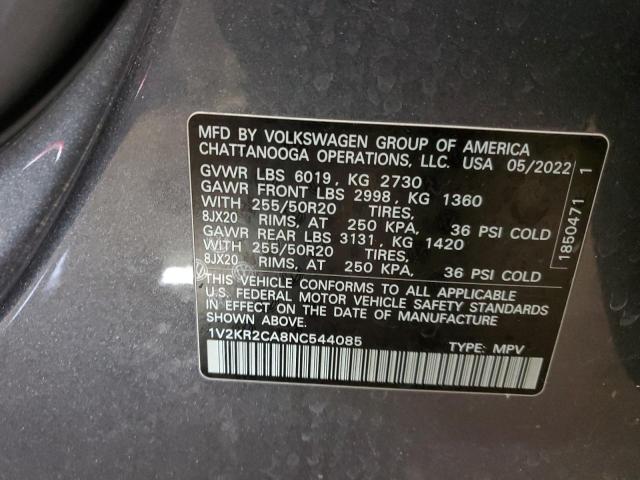 MFD BY VOLKSWAGEN GROUP OF AMERICA
CHATTANOOGA OPERATIONS, LLC. USA 05/2022
GVWR LBS 6019, KG 2730
GAWR FRONT LBS 2998, KG 1360
WITH 255/50R20 TIRES,
8JX20 RIMS, AT 250 KPA, 36 PSI COLD
GAWR REAR LBS 3131, KG 1420
WITH 255/50R20 TIRES,
8JX20 RIMS, AT 250 KPA, 36 PSI COLD
THIS VEHICLE CONFORMS TO ALL APPLICABLE
U.S. FEDERAL MOTOR VEHICLE SAFETY STANDARDS
IN EFFECT ON THE DATE OF MANUFACTURE
SHOWN ABOVE.
1V2KR2CA8NC544085 TYPE: MPV
1850471 1